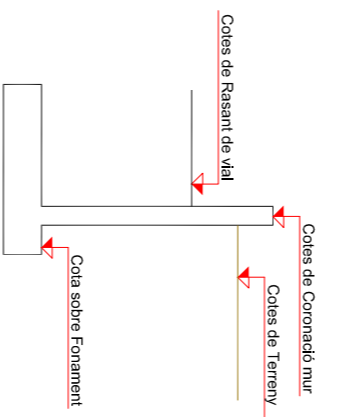 Cotes de Coronació mur
Cotes de Terreny
Cotes de Rasant de vial
Cota sobre Fonament